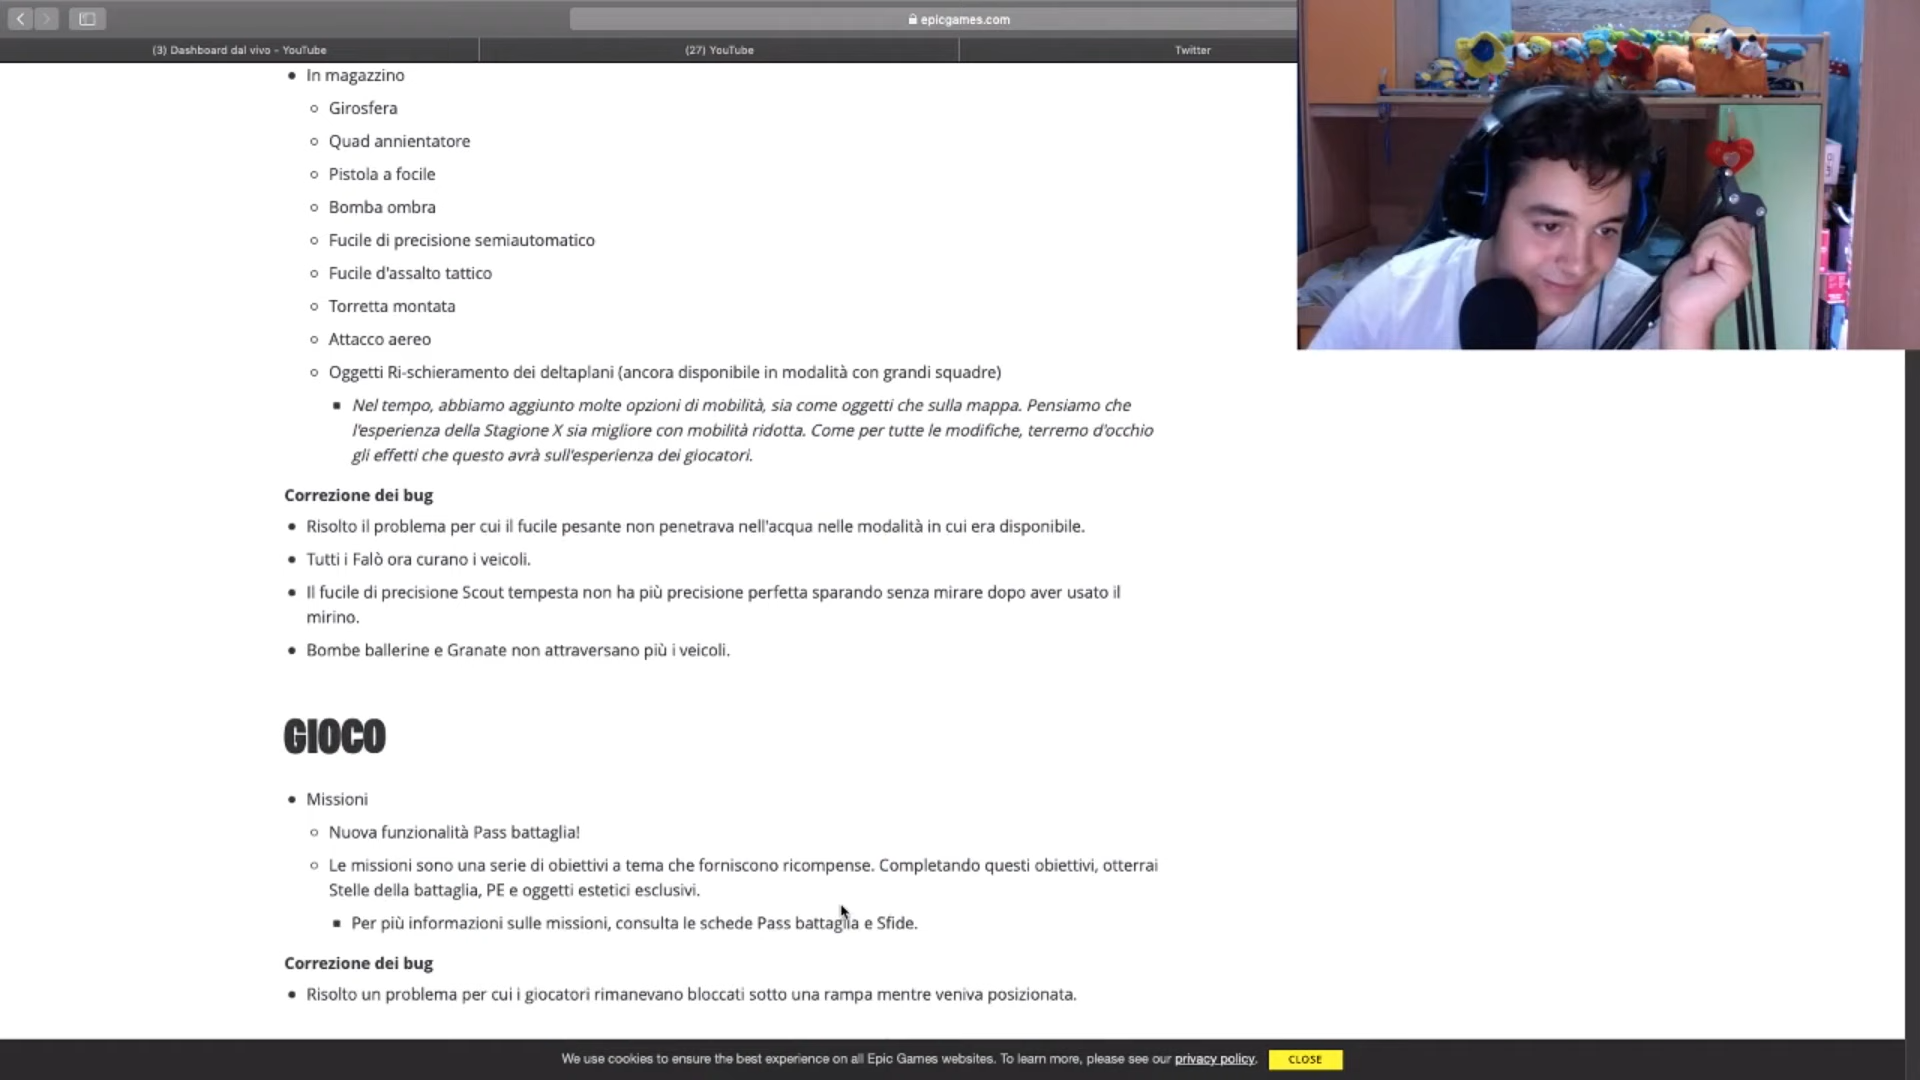 epicgames.com
(3) Dashboard dal vivo - YouTube
(27) YouTube
Twitter
In magazzino
Girosfera
Quad annientatore
Pistola a focile
Bomba ombra
Fucile di precisione semiautomatico
Fucile d'assalto tattico
Torretta montata
Attacco aereo
Oggetti Ri-schieramento dei deltaplani (ancora disponibile in modalità con grandi squadre)
Nel tempo, abbiamo aggiunto molte opzioni di mobilità, sia come oggetti che sulla mappa. Pensiamo che
l'esperienza della Stagione X sia migliore con mobilità ridotta. Come per tutte le modifiche, terremo d'occhio
gli effetti che questo avrà sull'esperienza dei giocatori.
Correzione dei bug
Risolto il problema per cui il fucile pesante non penetrava nell'acqua nelle modalità in cui era disponibile.
Tutti i Falò ora curano i veicoli.
Il fucile di precisione Scout tempesta non ha più precisione perfetta sparando senza mirare dopo aver usato il
mirino.
Bombe ballerine e Granate non attraversano più i veicoli.
GIOCO
Missioni
Nuova funzionalità Pass battaglia!
Le missioni sono una serie di obiettivi a tema che forniscono ricompense. Completando questi obiettivi, otterrai
Stelle della battaglia, PE e oggetti estetici esclusivi.
Per più informazioni sulle missioni, consulta le schede Pass battaglia e Sfide.
Correzione dei bug
Risolto un problema per cui i giocatori rimanevano bloccati sotto una rampa mentre veniva posizionata.
We use cookies to ensure the best experience on all Epic Games websites. To learn more, please see our privacy policy. CLOSE